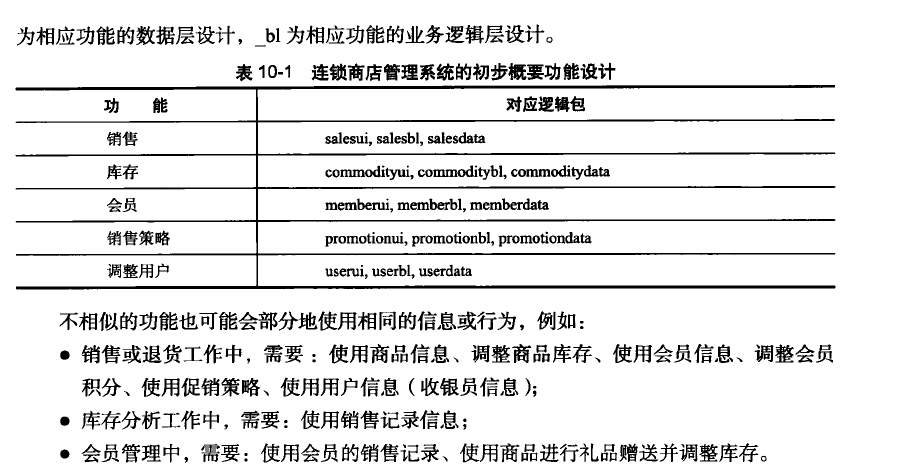 为相应功能的数据层设计，_bl 为相应功能的业务逻辑层设计。
表 10-1 连锁商店管理系统的初步概要功能设计
功 能 对应逻辑包
销售 salesui, salesbl, salesdata
库存 commodityui, commoditybl, commoditydata
会员 memberui, memberbl, memberdata
销售策略 promotionui, promotionbl, promotiondata
调整用户 userui, userbl, userdata
不相似的功能也可能会部分地使用相同的信息或行为，例如：
● 销售或退货工作中，需要：使用商品信息、调整商品库存、使用会员信息、调整会员
积分、使用促销策略、使用用户信息（收银员信息）；
● 库存分析工作中，需要：使用销售记录信息；
● 会员管理中，需要：使用会员的销售记录、使用商品进行礼品赠送并调整库存。